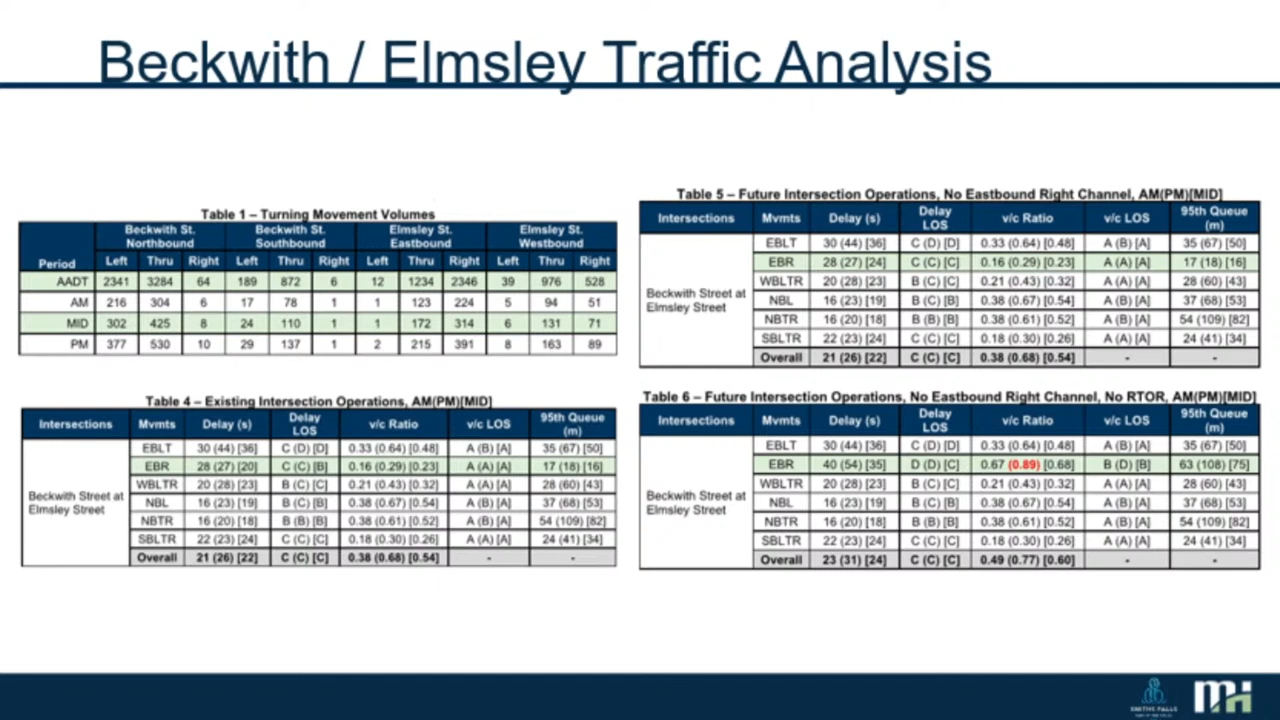 Beckwith / Elmsley Traffic Analysis
Table 1 – Turning Movement Volumes
Period Beckwith St. Northbound Beckwith St. Southbound Elmsley St. Eastbound Elmsley St. Westbound
Left Thru Right Left Thru Right Left Thru Right Left Thru Right
AADT 2341 3284 64 189 872 6 12 1234 2346 39 976 528
AM 216 304 6 17 78 1 1 123 224 5 94 51
MID 302 425 8 24 110 1 1 172 314 6 131 71
PM 377 530 10 29 137 1 2 215 391 8 163 89
Table 4 – Existing Intersection Operations, AM(PM)[MID]
Intersections Mvmts Delay (s) Delay LOS v/c Ratio v/c LOS 95th Queue (m)
Beckwith Street at Elmsley Street
EBLT 30 (44) [36] C (D) [D] 0.33 (0.64) [0.48] A (B) [A] 35 (67) [50]
EBR 28 (27) [20] C (C) [B] 0.16 (0.29) [0.23] A (A) [A] 17 (18) [16]
WBLTR 20 (28) [23] B (C) [C] 0.21 (0.43) [0.32] A (A) [A] 28 (60) [43]
NBL 16 (23) [19] B (C) [B] 0.38 (0.67) [0.54] A (B) [A] 37 (68) [53]
NBTR 16 (20) [18] B (B) [B] 0.38 (0.61) [0.52] A (B) [A] 54 (109) [82]
SBLTR 22 (23) [24] C (C) [C] 0.18 (0.30) [0.26] A (A) [A] 24 (41) [34]
Overall 21 (26) [22] C (C) [C] 0.38 (0.68) [0.54] - -
Table 5 – Future Intersection Operations, No Eastbound Right Channel, AM(PM)[MID]
Intersections Mvmts Delay (s) Delay LOS v/c Ratio v/c LOS 95th Queue (m)
Beckwith Street at Elmsley Street
EBLT 30 (44) [36] C (D) [D] 0.33 (0.64) [0.48] A (B) [A] 35 (67) [50]
EBR 28 (27) [24] C (C) [C] 0.16 (0.29) [0.23] A (A) [A] 17 (18) [16]
WBLTR 20 (28) [23] B (C) [C] 0.21 (0.43) [0.32] A (A) [A] 28 (60) [43]
NBL 16 (23) [19] B (C) [B] 0.38 (0.67) [0.54] A (B) [A] 37 (68) [53]
NBTR 16 (20) [18] B (B) [B] 0.38 (0.61) [0.52] A (B) [A] 54 (109) [82]
SBLTR 22 (23) [24] C (C) [C] 0.18 (0.30) [0.26] A (A) [A] 24 (41) [34]
Overall 21 (26) [22] C (C) [C] 0.38 (0.68) [0.54] - -
Table 6 – Future Intersection Operations, No Eastbound Right Channel, No RTOR, AM(PM)[MID]
Intersections Mvmts Delay (s) Delay LOS v/c Ratio v/c LOS 95th Queue (m)
Beckwith Street at Elmsley Street
EBLT 30 (44) [36] C (D) [D] 0.33 (0.64) [0.48] A (B) [A] 35 (67) [50]
EBR 40 (54) [35] D (D) [C] 0.67 (0.89) [0.68] B (D) [B] 63 (108) [75]
WBLTR 20 (28) [23] B (C) [C] 0.21 (0.43) [0.32] A (A) [A] 28 (60) [43]
NBL 16 (23) [19] B (C) [B] 0.38 (0.67) [0.54] A (B) [A] 37 (68) [53]
NBTR 16 (20) [18] B (B) [B] 0.38 (0.61) [0.52] A (B) [A] 54 (109) [82]
SBLTR 22 (23) [24] C (C) [C] 0.18 (0.30) [0.26] A (A) [A] 24 (41) [34]
Overall 23 (31) [24] C (C) [C] 0.49 (0.77) [0.60] - -
SMITHS FALLS